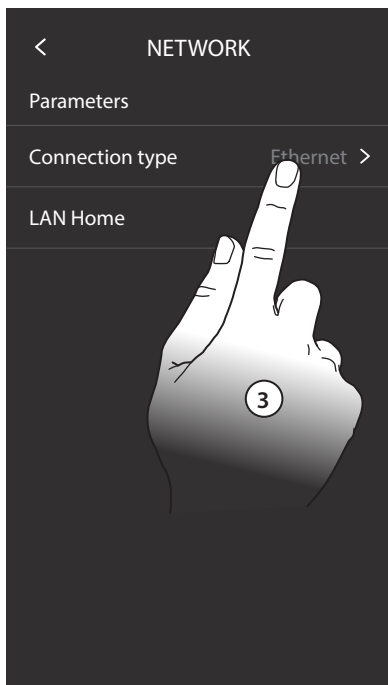 < NETWORK
Parameters
Connection type Ethernet >
LAN Home
3